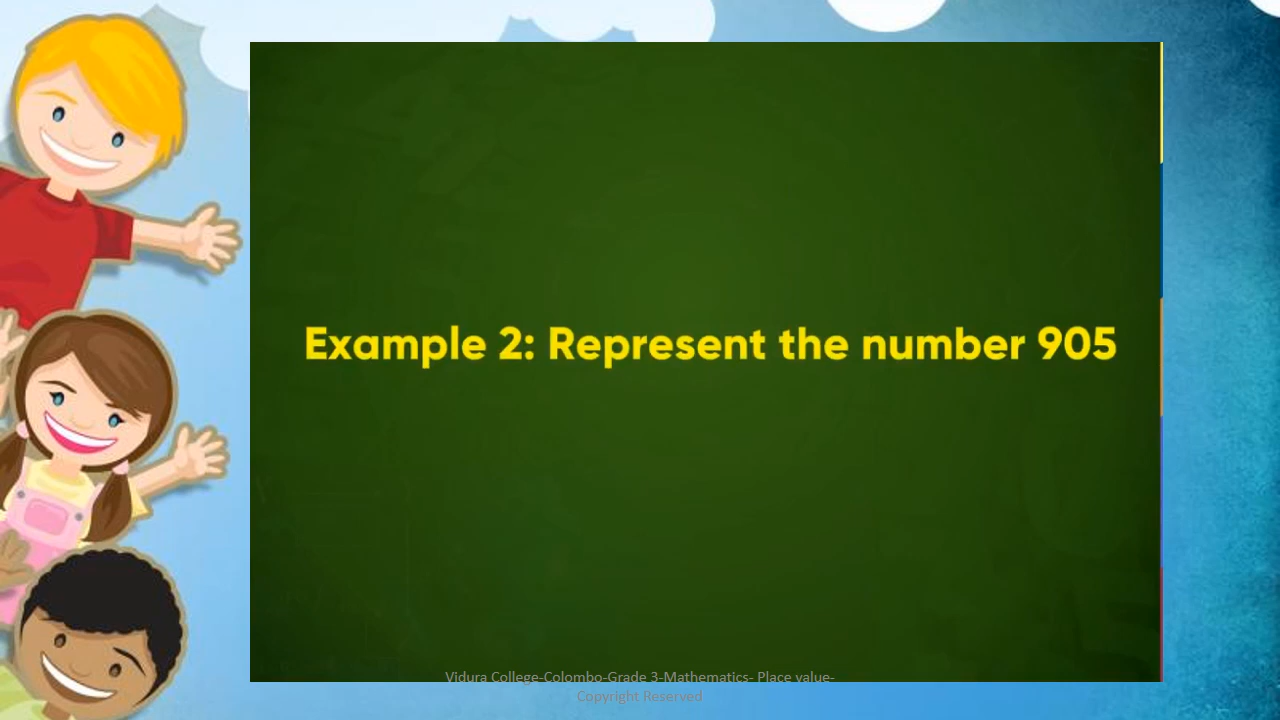 Example 2: Represent the number 905
Vidura College-Colombo-Grade 3-Mathematics- Place value-
Copyright Reserved